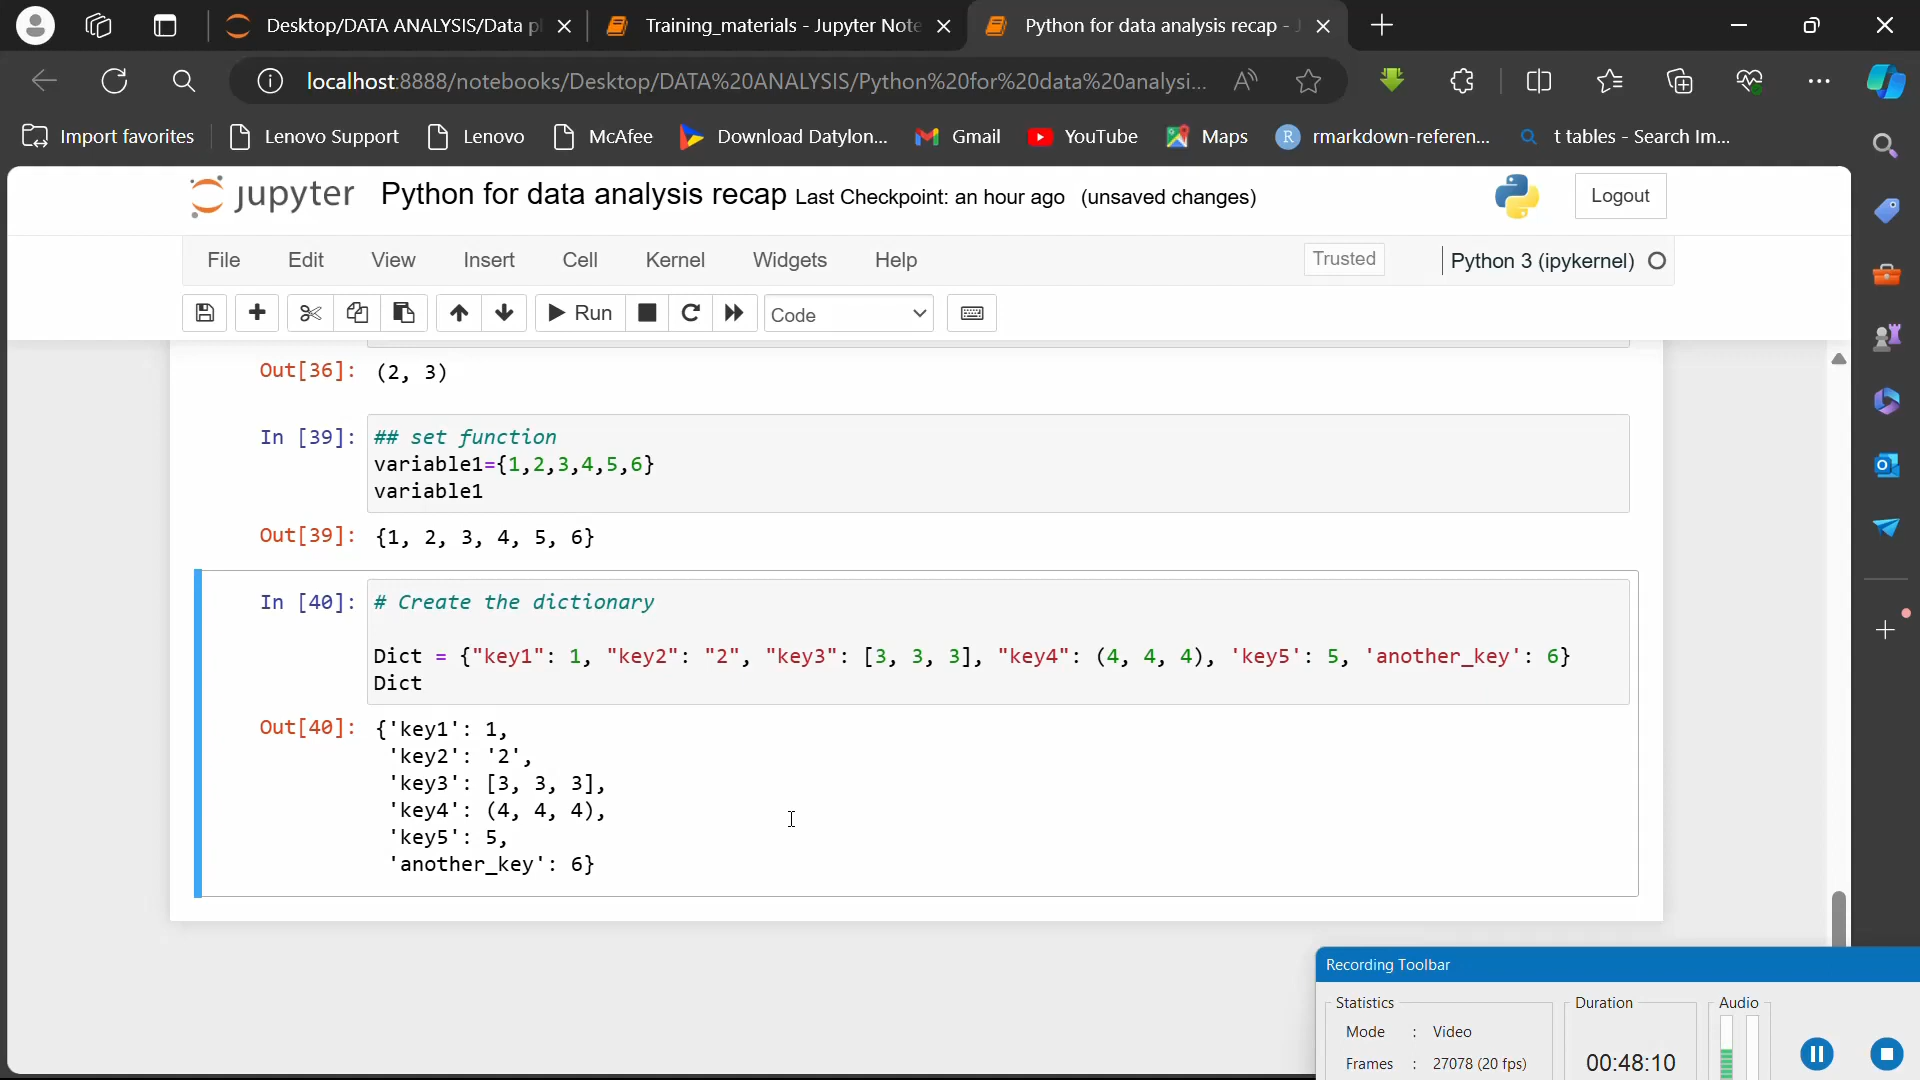 Desktop/DATA ANALYSIS/Data pl
Training_materials - Jupyter Note
Python for data analysis recap - J
localhost:8888/notebooks/Desktop/DATA%20ANALYSIS/Python%20for%20data%20analysi...
Import favorites
Lenovo Support
Lenovo
McAfee
Download Datylon...
Gmail
YouTube
Maps
R
rmarkdown-referen...
t tables - Search Im...
jupyter
Python for data analysis recap Last Checkpoint: an hour ago (unsaved changes)
Logout
File Edit View Insert Cell Kernel Widgets Help
Trusted
Python 3 (ipykernel)
Run
Code
Out[36]: (2, 3)
In [39]: ## set function
variable1={1,2,3,4,5,6}
variable1
Out[39]: {1, 2, 3, 4, 5, 6}
In [40]: # Create the dictionary
Dict = {"key1": 1, "key2": "2", "key3": [3, 3, 3], "key4": (4, 4, 4), 'key5': 5, 'another_key': 6}
Dict
Out[40]: {'key1': 1,
'key2': '2',
'key3': [3, 3, 3],
'key4': (4, 4, 4),
'key5': 5,
'another_key': 6}
Recording Toolbar
Statistics
Duration
Audio
Mode : Video
Frames : 27078 (20 fps)
00:48:10